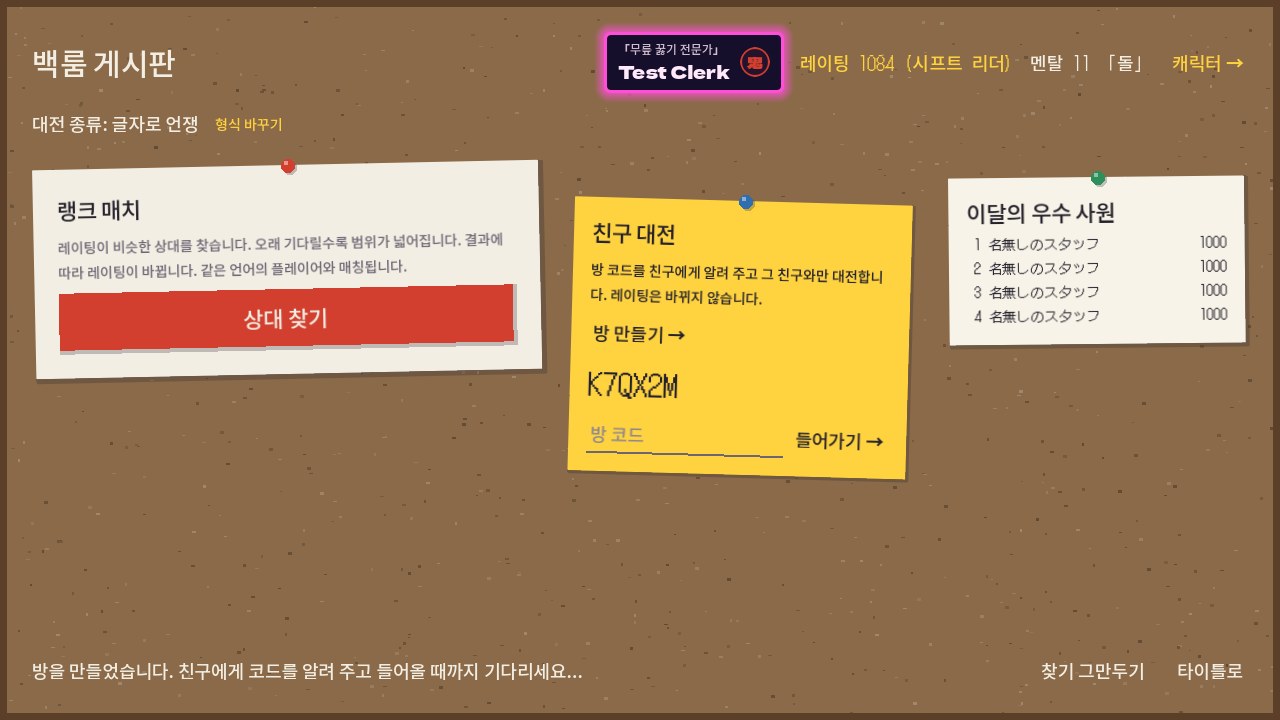 백룸 게시판
「무릎 꿇기 전문가」
Test Clerk
레이팅 1084 (시프트 리더)
멘탈 11 「돌」
캐릭터 →
대전 종류: 글자로 언쟁
형식 바꾸기
랭크 매치
레이팅이 비슷한 상대를 찾습니다. 오래 기다릴수록 범위가 넓어집니다. 결과에
따라 레이팅이 바뀝니다. 같은 언어의 플레이어와 매칭됩니다.
상대 찾기
친구 대전
방 코드를 친구에게 알려 주고 그 친구와만 대전합니
다. 레이팅은 바뀌지 않습니다.
방 만들기 →
K7QX2M
방 코드
들어가기 →
이달의 우수 사원
1 名無しのスタッフ 1000
2 名無しのスタッフ 1000
3 名無しのスタッフ 1000
4 名無しのスタッフ 1000
방을 만들었습니다. 친구에게 코드를 알려 주고 들어올 때까지 기다리세요…
찾기 그만두기
타이틀로